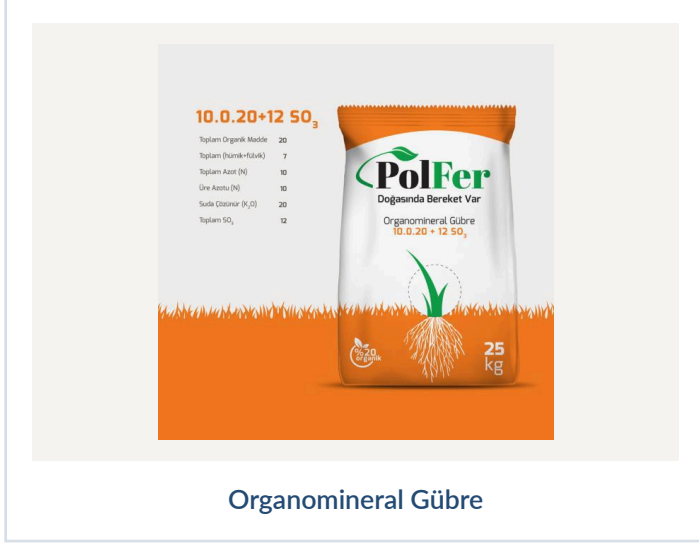 10.0.20+12 SO₃
Toplam Organik Madde 20
Toplam (hümik+fülvik) 7
Toplam Azot (N) 10
Üre Azotu (N) 10
Suda Çözünür (K₂O) 20
Toplam SO₃ 12
PolFer
Doğasında Bereket Var
Organomineral Gübre
10.0.20 + 12 SO₃
%20
organik
25
kg
Organomineral Gübre